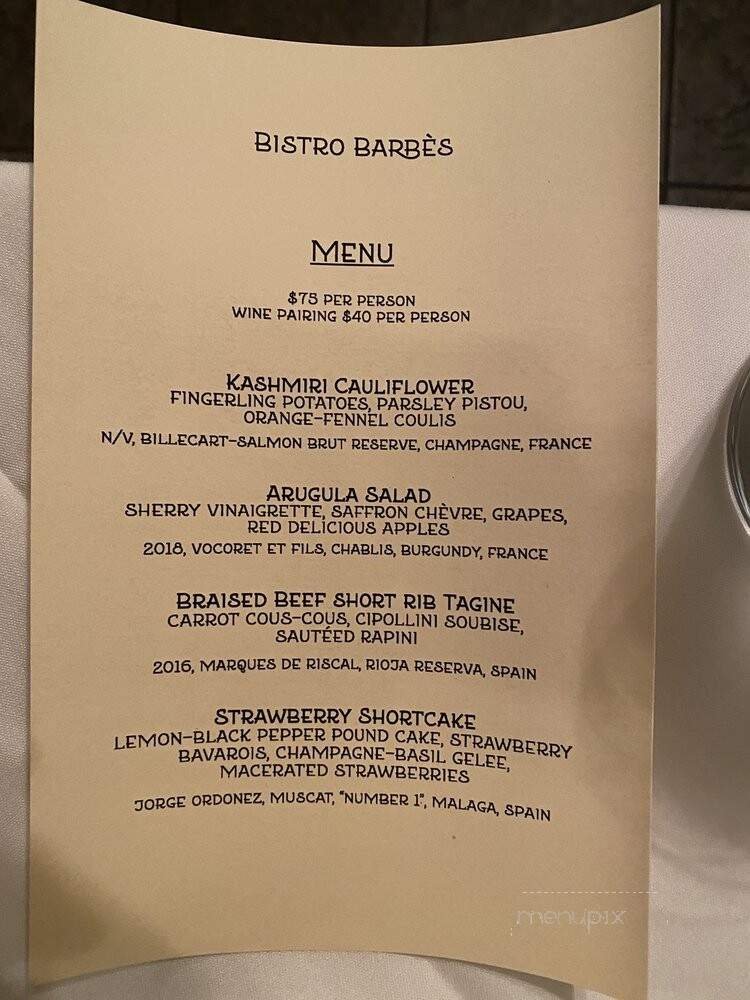 BISTRO BARBÈS
MENU
$75 PER PERSON
WINE PAIRING $40 PER PERSON
KASHMIRI CAULIFLOWER
FINGERLING POTATOES, PARSLEY PISTOU,
ORANGE-FENNEL COULIS
N/V, BILLECART-SALMON BRUT RESERVE, CHAMPAGNE, FRANCE
ARUGULA SALAD
SHERRY VINAIGRETTE, SAFFRON CHÈVRE, GRAPES,
RED DELICIOUS APPLES
2018, VOCORET ET FILS, CHABLIS, BURGUNDY, FRANCE
BRAISED BEEF SHORT RIB TAGINE
CARROT COUS-COUS, CIPOLLINI SOUBISE,
SAUTÉED RAPINI
2016, MARQUES DE RISCAL, RIOJA RESERVA, SPAIN
STRAWBERRY SHORTCAKE
LEMON-BLACK PEPPER POUND CAKE, STRAWBERRY
BAVAROIS, CHAMPAGNE-BASIL GELEE,
MACERATED STRAWBERRIES
JORGE ORDONEZ, MUSCAT, "NUMBER 1", MALAGA, SPAIN
menupix